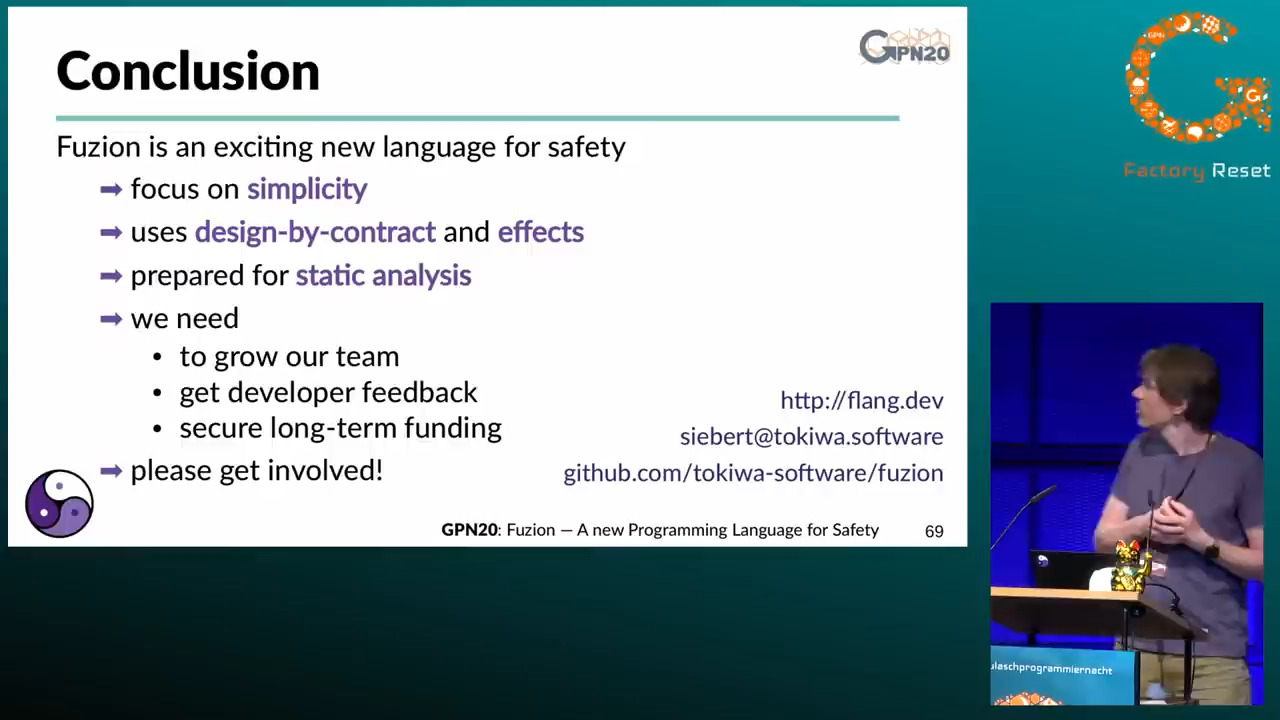 Conclusion
GPN20
Fuzion is an exciting new language for safety
➡ focus on simplicity
➡ uses design-by-contract and effects
➡ prepared for static analysis
➡ we need
• to grow our team
• get developer feedback
• secure long-term funding
➡ please get involved!
http://flang.dev
siebert@tokiwa.software
github.com/tokiwa-software/fuzion
GPN20: Fuzion — A new Programming Language for Safety
69
Factory Reset
ulaschprogrammiernacht